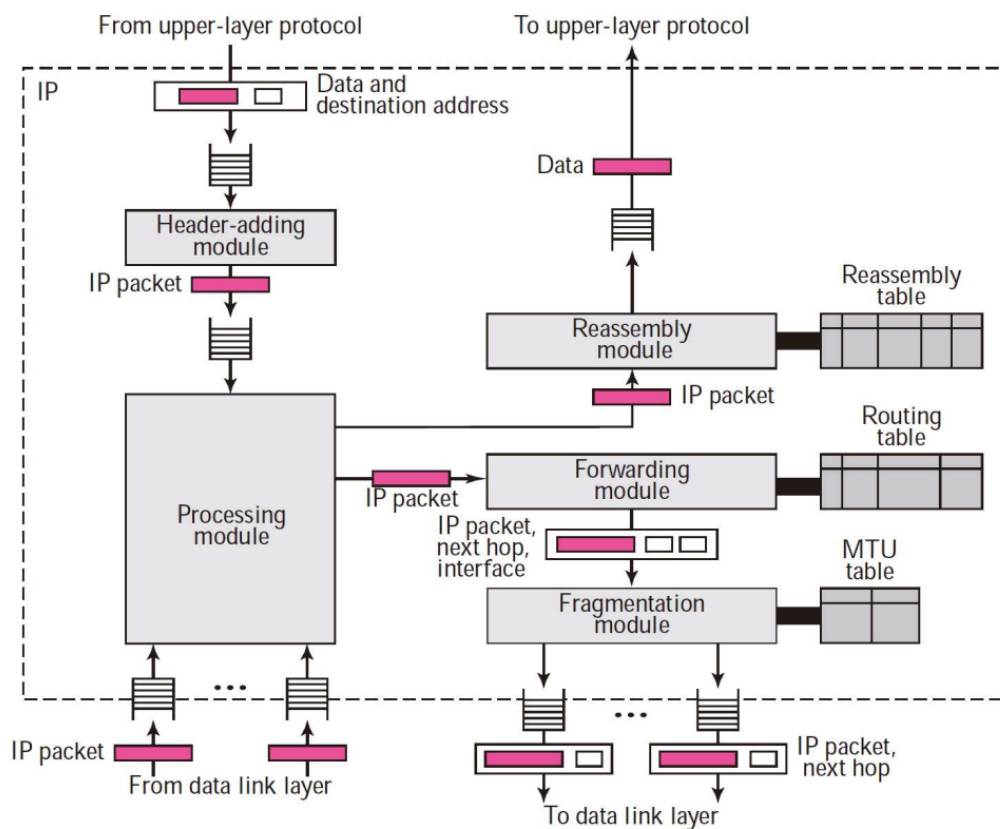 From upper-layer protocol
To upper-layer protocol
IP
Data and
destination address
Data
Header-adding
module
IP packet
Reassembly
table
Reassembly
module
IP packet
Routing
table
Forwarding
module
IP packet
Processing
module
IP packet,
next hop,
interface
MTU
table
Fragmentation
module
IP packet
From data link layer
IP packet,
next hop
To data link layer